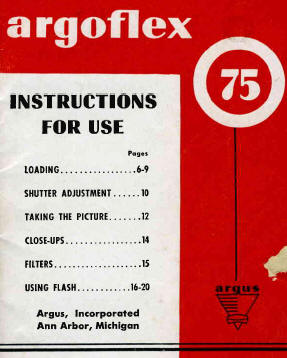 argoflex
75
INSTRUCTIONS
FOR USE
Pages
LOADING.................6-9
SHUTTER ADJUSTMENT......10
TAKING THE PICTURE.......12
CLOSE-UPS................14
FILTERS..................15
USING FLASH............16-20
argus
Argus, Incorporated
Ann Arbor, Michigan